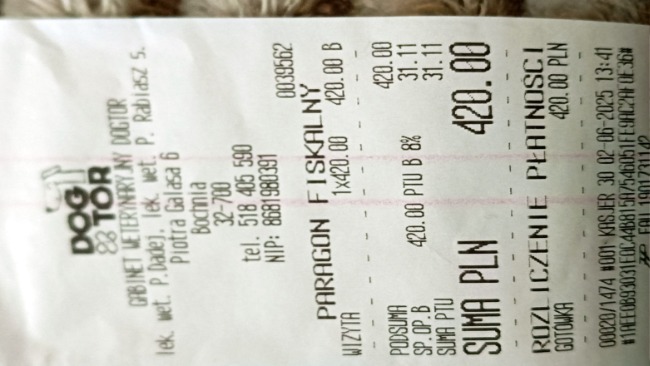 DOG
TOR
GABINET WETERYNARYJNY DOGTOR
lek. wet. P.Dadej, lek. wet. P. Rabiasz s.
Piotra Galasa 6
Bochnia
32-700
tel. 518 405 590
NIP: 8681980391
0039562
PARAGON FISKALNY
WIZYTA 1x420.00 420.00 B
PODSUMA 420.00
SP.OP.B 420.00 PTU B 8% 31.11
SUMA PTU 31.11
SUMA PLN 420.00
ROZLICZENIE PŁATNOŚCI
GOTÓWKA 420.00 PLN
00020/1474 #001 KASJER 30 02-06-2025 13:41
EAU 1901731142